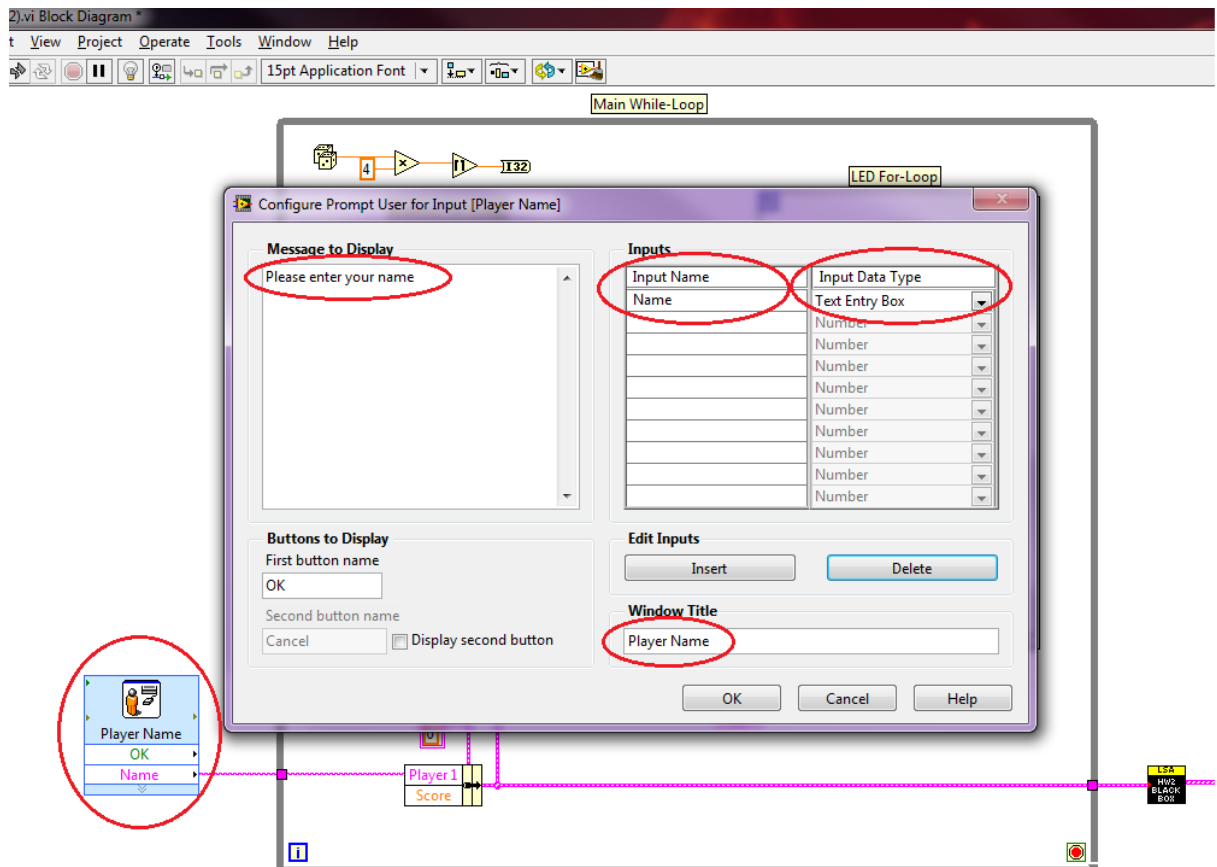 2).vi Block Diagram *
t View Project Operate Tools Window Help
15pt Application Font
Main While-Loop
4
I32
LED For-Loop
Configure Prompt User for Input [Player Name]
Message to Display
Please enter your name
Inputs
Input Name Input Data Type
Name Text Entry Box
Number
Number
Number
Number
Number
Number
Number
Number
Number
Buttons to Display
First button name
OK
Second button name
Cancel Display second button
Edit Inputs
Insert Delete
Window Title
Player Name
OK Cancel Help
Player Name
OK
Name
Player 1
Score
LSA
HW2
BLACK
BOX
i